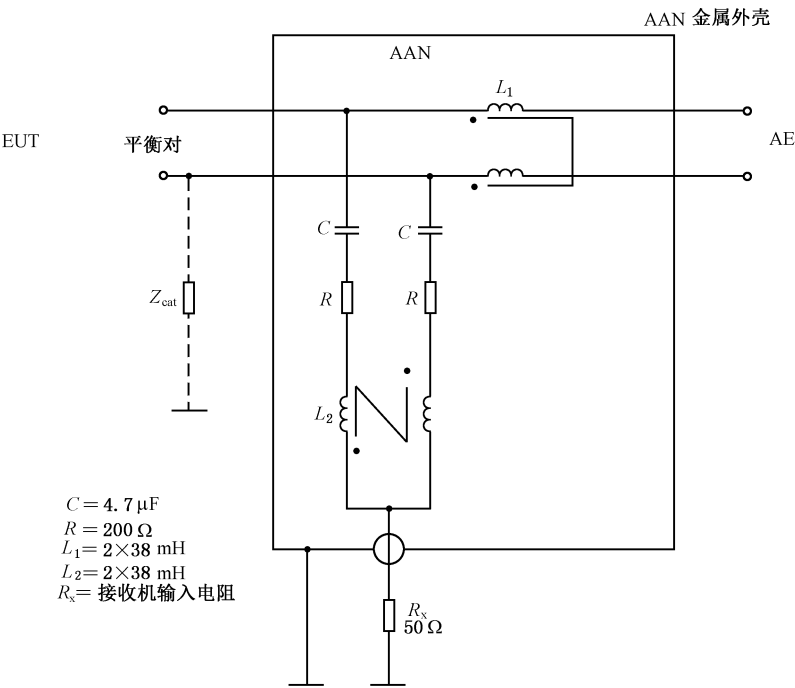 AAN 金属外壳
AAN
L1
EUT
平衡对
AE
C
C
Zcat
R
R
L2
C=4.7 μF
R=200 Ω
L1=2×38 mH
L2=2×38 mH
Rx=接收机输入电阻
Rx
50 Ω